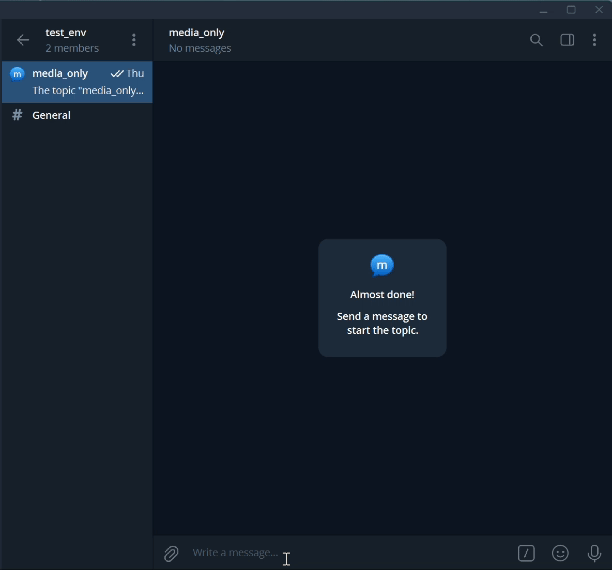 test_env
2 members
media_only
Thu
The topic "media_only...
# General
media_only
No messages
m
Almost done!
Send a message to
start the topic.
Write a message...